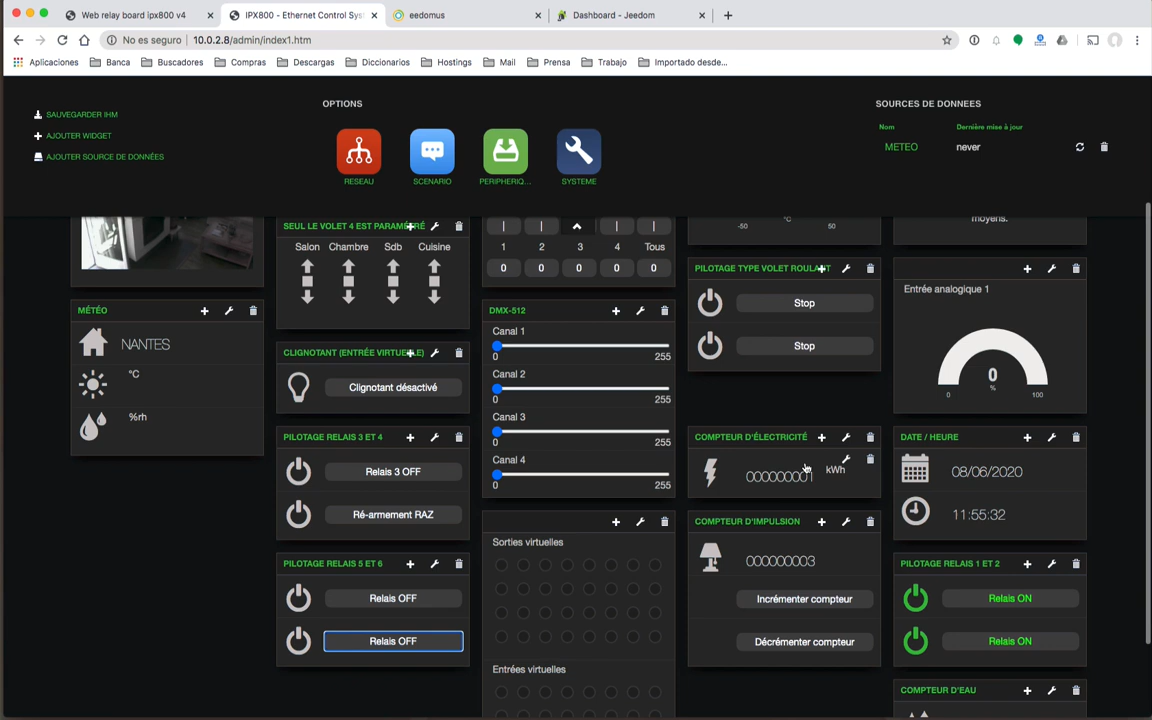 Web relay board ipx800 v4
IPX800 - Ethernet Control Sys
eedomus
Dashboard - Jeedom
No es seguro
10.0.2.8/admin/index1.htm
Aplicaciones
Banca
Buscadores
Compras
Descargas
Diccionarios
Hostings
Mail
Prensa
Trabajo
Importado desde...
SAUVEGARDER IHM
AJOUTER WIDGET
AJOUTER SOURCE DE DONNÉES
OPTIONS
RESEAU
SCENARIO
PERIPHERIQ...
SYSTEME
SOURCES DE DONNEES
Nom
Dernière mise à jour
METEO
never
MÉTÉO
NANTES
°C
%rh
SEUL LE VOLET 4 EST PARAMÉTRÉ
Salon Chambre Sdb Cuisine
CLIGNOTANT (ENTRÉE VIRTUELLE)
Clignotant désactivé
PILOTAGE RELAIS 3 ET 4
Relais 3 OFF
Ré-armement RAZ
PILOTAGE RELAIS 5 ET 6
Relais OFF
Relais OFF
1 2 3 4 Tous
0 0 0 0 0
DMX-512
Canal 1
0 255
Canal 2
0 255
Canal 3
0 255
Canal 4
0 255
Sorties virtuelles
Entrées virtuelles
°C
-50 50
PILOTAGE TYPE VOLET ROULANT
Stop
Stop
COMPTEUR D'ÉLECTRICITÉ
000000001 kWh
COMPTEUR D'IMPULSION
000000003
Incrémenter compteur
Décrémenter compteur
moyens.
Entrée analogique 1
0
%
0 100
DATE / HEURE
08/06/2020
11:55:32
PILOTAGE RELAIS 1 ET 2
Relais ON
Relais ON
COMPTEUR D'EAU